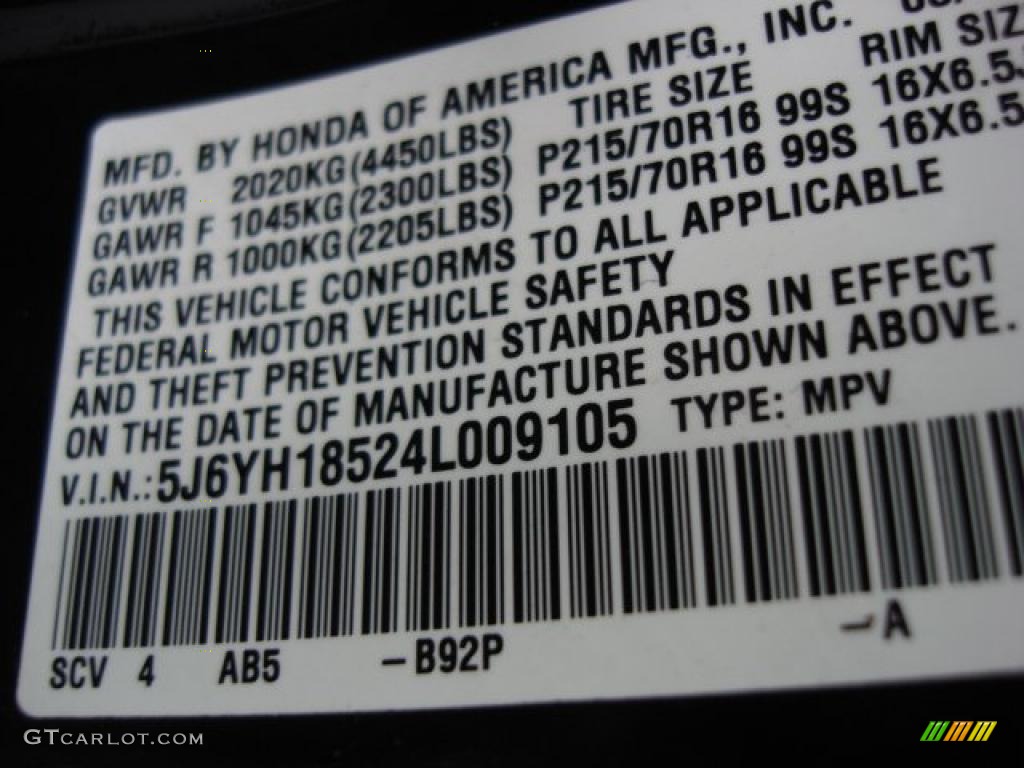 MFD. BY HONDA OF AMERICA MFG., INC.
TIRE SIZE RIM SIZ
GVWR 2020KG(4450LBS)
GAWR F 1045KG(2300LBS) P215/70R16 99S 16X6.5J
GAWR R 1000KG(2205LBS) P215/70R16 99S 16X6.5
THIS VEHICLE CONFORMS TO ALL APPLICABLE
FEDERAL MOTOR VEHICLE SAFETY
AND THEFT PREVENTION STANDARDS IN EFFECT
ON THE DATE OF MANUFACTURE SHOWN ABOVE.
V.I.N.: 5J6YH18524L009105 TYPE: MPV
SCV 4 AB5 –B92P –A
GTCARLOT.COM